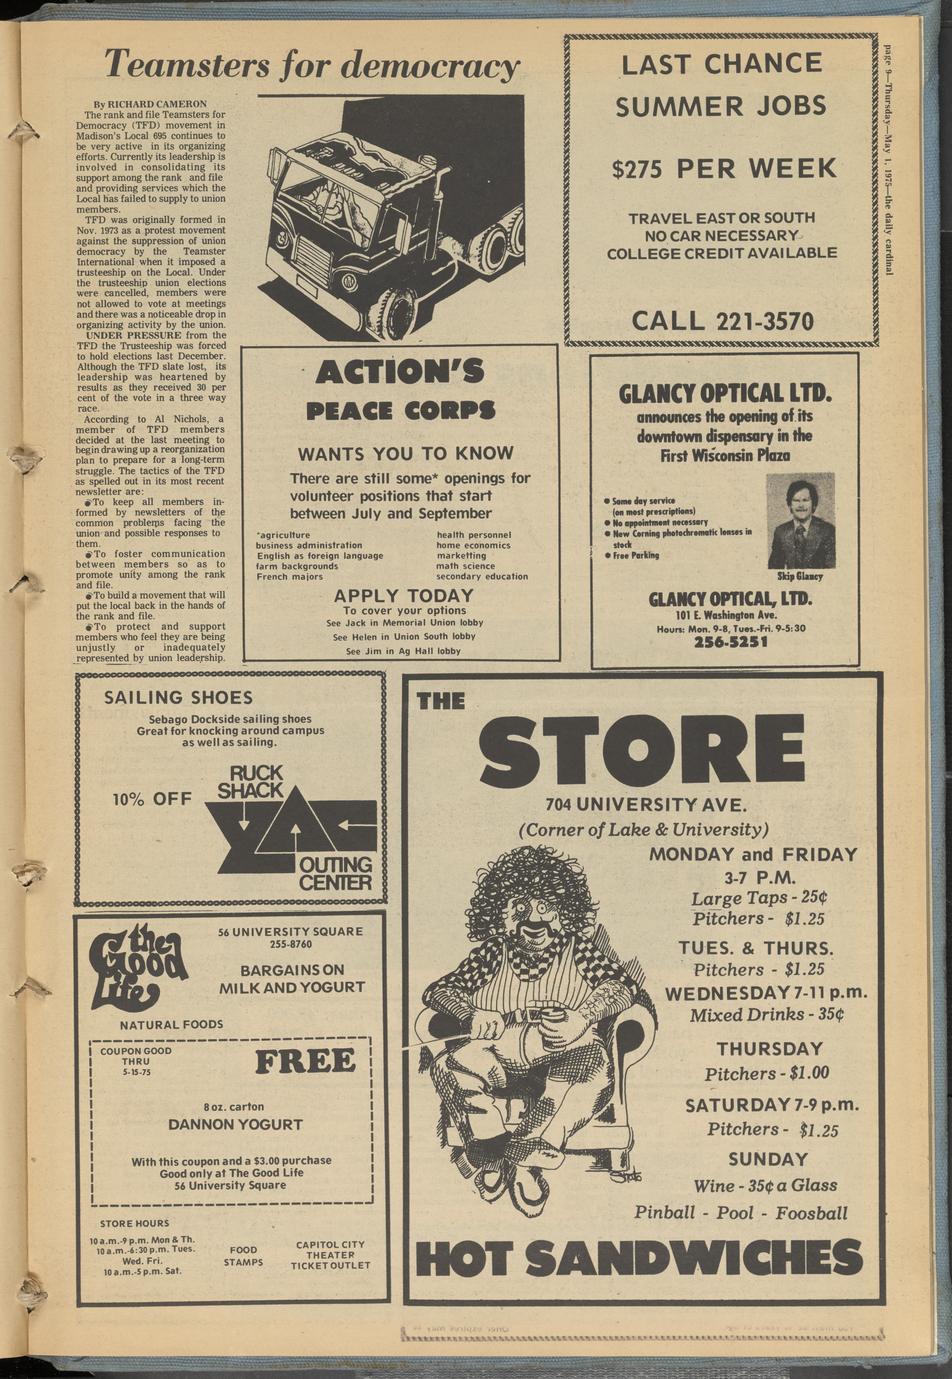 Teamsters for democracy
By RICHARD CAMERON
The rank and file Teamsters for
Democracy (TFD) movement in
Madison's Local 695 continues to
be very active in its organizing
efforts. Currently its leadership is
involved in consolidating its
support among the rank and file
and providing services which the
Local has failed to supply to union
members.
TFD was originally formed in
Nov. 1973 as a protest movement
against the suppression of union
democracy by the Teamster
International when it imposed a
trusteeship on the Local. Under
the trusteeship union elections
were cancelled, members were
not allowed to vote at meetings
and there was a noticeable drop in
organizing activity by the union.
UNDER PRESSURE from the
TFD the Trusteeship was forced
to hold elections last December.
Although the TFD slate lost, its
leadership was heartened by
results as they received 30 per
cent of the vote in a three way
race.
According to Al Nichols, a
member of TFD members
decided at the last meeting to
begin drawing up a reorganization
plan to prepare for a long-term
struggle. The tactics of the TFD
as spelled out in its most recent
newsletter are:
●To keep all members in-
formed by newsletters of the
common problems facing the
union and possible responses to
them.
●To foster communication
between members so as to
promote unity among the rank
and file.
●To build a movement that will
put the local back in the hands of
the rank and file.
●To protect and support
members who feel they are being
unjustly or inadequately
represented by union leadership.
LAST CHANCE
SUMMER JOBS
$275 PER WEEK
TRAVEL EAST OR SOUTH
NO CAR NECESSARY
COLLEGE CREDIT AVAILABLE
CALL 221-3570
page 9—Thursday—May 1, 1975—the daily cardinal
ACTION'S
PEACE CORPS
WANTS YOU TO KNOW
There are still some* openings for
volunteer positions that start
between July and September
*agriculture
business administration
English as foreign language
farm backgrounds
French majors
health personnel
home economics
marketting
math science
secondary education
APPLY TODAY
To cover your options
See Jack in Memorial Union lobby
See Helen in Union South lobby
See Jim in Ag Hall lobby
GLANCY OPTICAL LTD.
announces the opening of its
downtown dispensary in the
First Wisconsin Plaza
● Same day service
(on most prescriptions)
● No appointment necessary
● New Corning photochromatic lenses in
stock
● Free Parking
Skip Glancy
GLANCY OPTICAL, LTD.
101 E. Washington Ave.
Hours: Mon. 9-8, Tues.-Fri. 9-5:30
256-5251
SAILING SHOES
Sebago Dockside sailing shoes
Great for knocking around campus
as well as sailing.
10% OFF
RUCK
SHACK
OUTING
CENTER
the
Good
Life
NATURAL FOODS
56 UNIVERSITY SQUARE
255-8760
BARGAINS ON
MILK AND YOGURT
COUPON GOOD
THRU
5-15-75
FREE
8 oz. carton
DANNON YOGURT
With this coupon and a $3.00 purchase
Good only at The Good Life
56 University Square
STORE HOURS
10 a.m.-9 p.m. Mon & Th.
10 a.m.-6:30 p.m. Tues.
Wed. Fri.
10 a.m.-5 p.m. Sat.
FOOD
STAMPS
CAPITOL CITY
THEATER
TICKET OUTLET
THE
STORE
704 UNIVERSITY AVE.
(Corner of Lake & University)
MONDAY and FRIDAY
3-7 P.M.
Large Taps - 25¢
Pitchers - $1.25
TUES. & THURS.
Pitchers - $1.25
WEDNESDAY 7-11 p.m.
Mixed Drinks - 35¢
THURSDAY
Pitchers - $1.00
SATURDAY 7-9 p.m.
Pitchers - $1.25
SUNDAY
Wine - 35¢ a Glass
Pinball - Pool - Foosball
HOT SANDWICHES